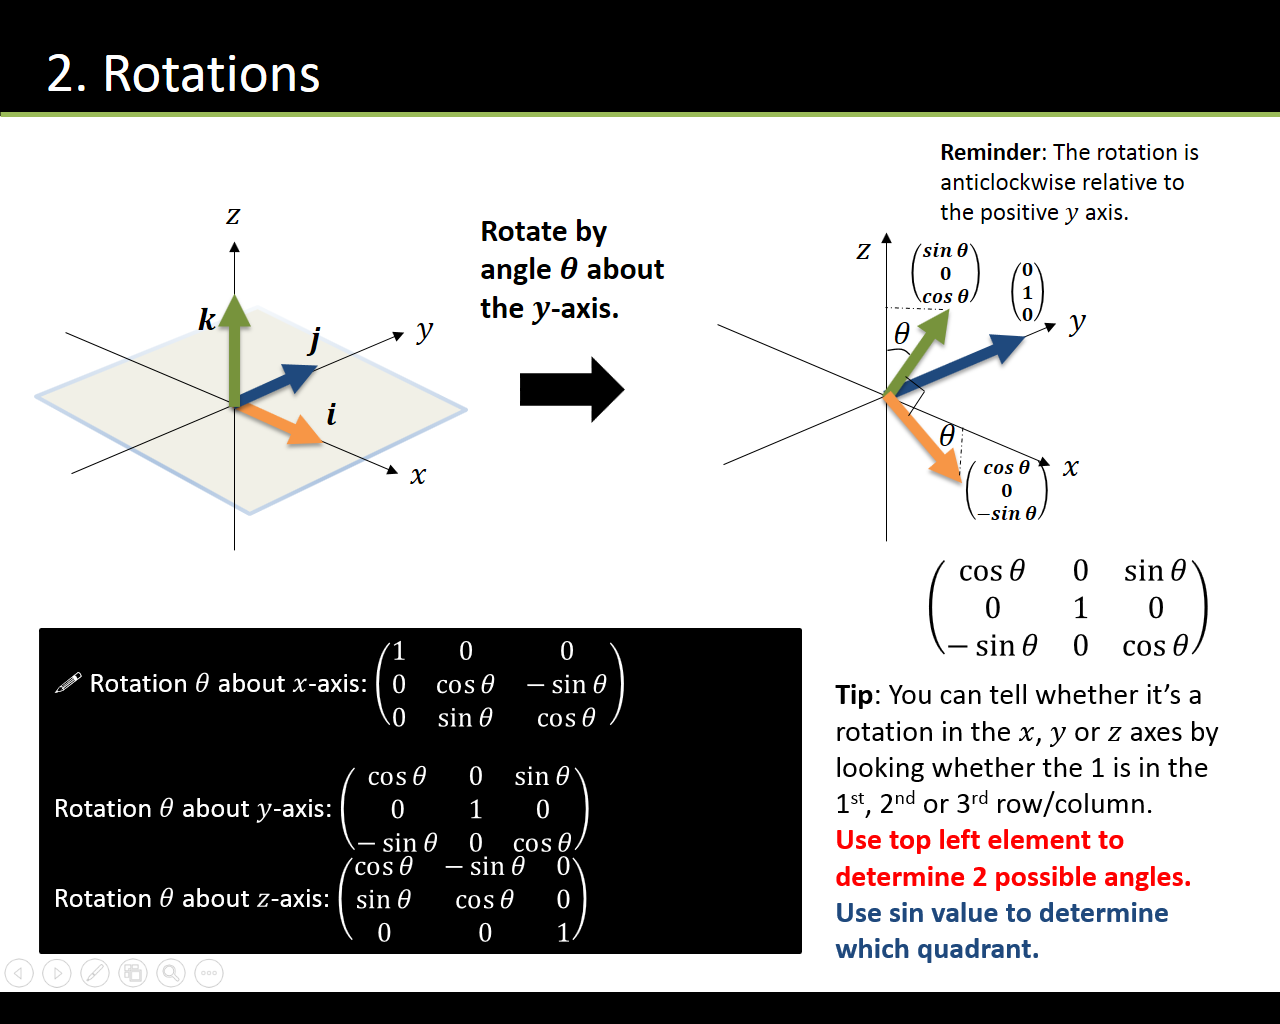 2. Rotations
Reminder: The rotation is
anticlockwise relative to
the positive y axis.
z
k
j
y
i
x
Rotate by
angle θ about
the y-axis.
z
(sin θ
0
cos θ)
(0
1
0)
y
θ
θ
x
(cos θ
0
−sin θ)
(cos θ 0 sin θ
0 1 0
− sin θ 0 cos θ)
Rotation θ about x-axis: (1 0 0
0 cos θ − sin θ
0 sin θ cos θ)
Rotation θ about y-axis: (cos θ 0 sin θ
0 1 0
− sin θ 0 cos θ)
Rotation θ about z-axis: (cos θ − sin θ 0
sin θ cos θ 0
0 0 1)
Tip: You can tell whether it’s a
rotation in the x, y or z axes by
looking whether the 1 is in the
1st, 2nd or 3rd row/column.
Use top left element to
determine 2 possible angles.
Use sin value to determine
which quadrant.